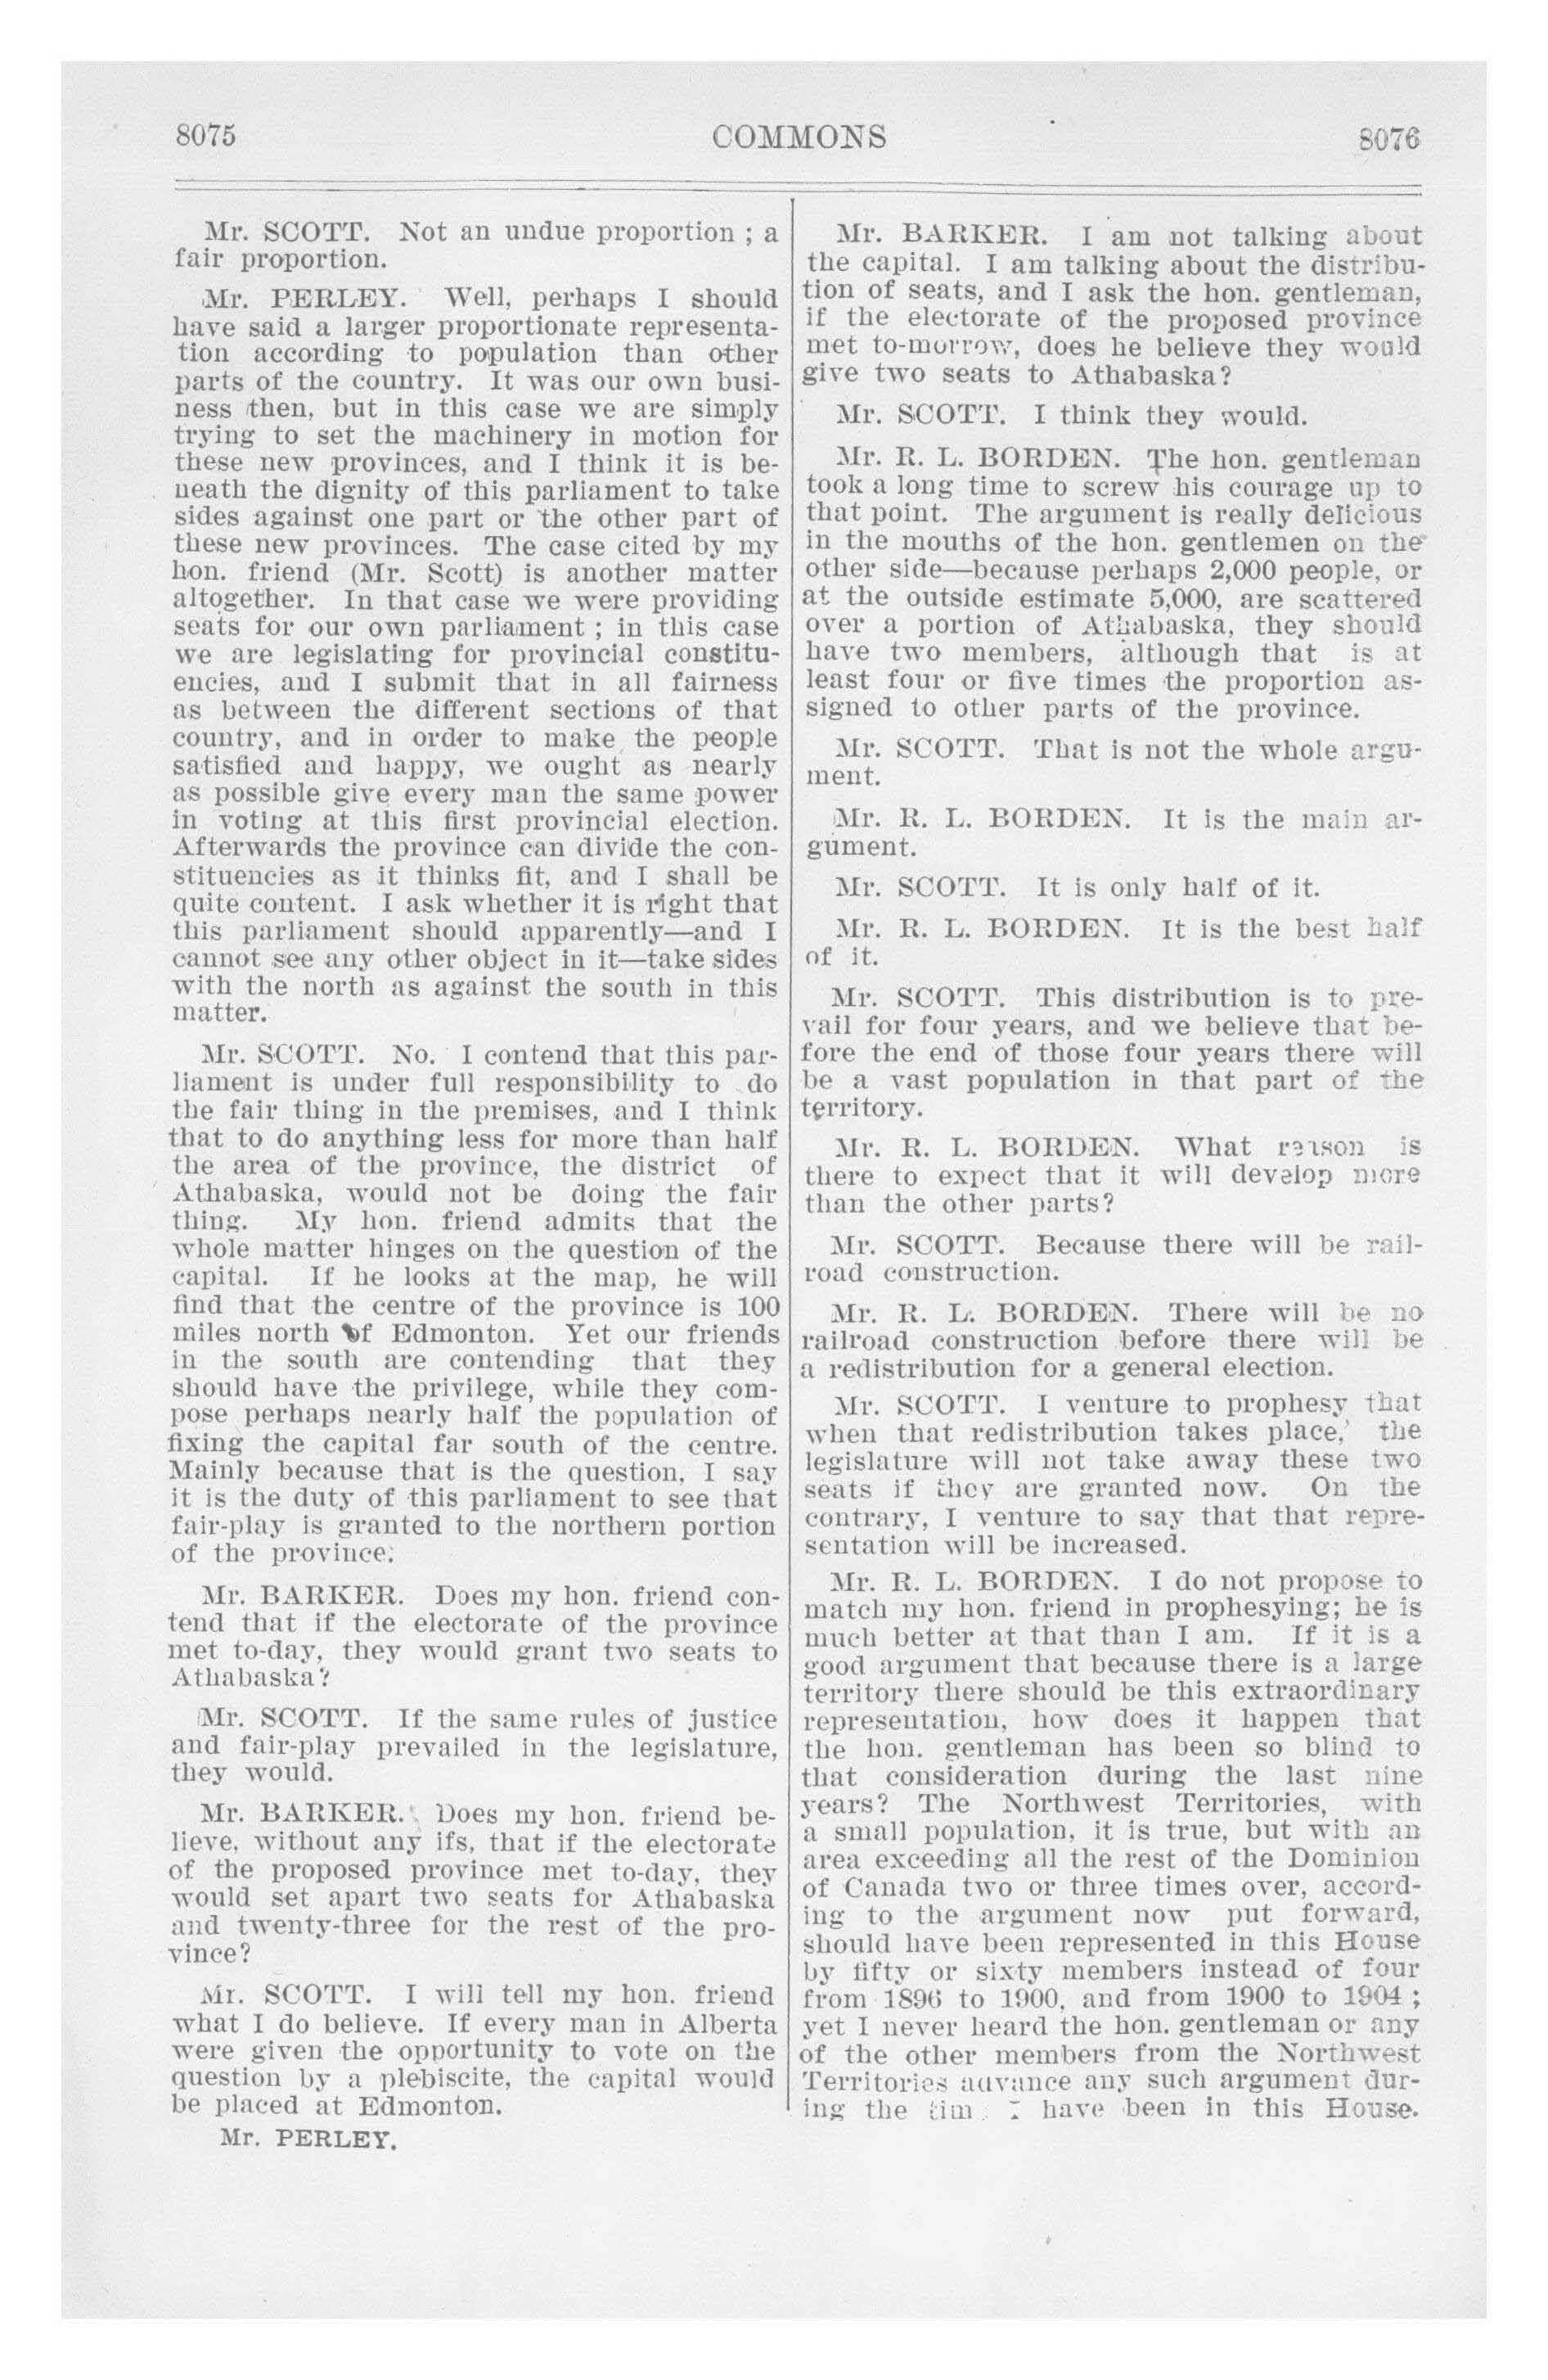 8075 COMMONS 8076
Mr. SCOTT. Not an undue proportion ; a
fair proportion.
Mr. PERLEY. Well, perhaps I should
have said a larger proportionate representa-
tion according to population than other
parts of the country. It was our own busi-
ness then, but in this case we are simply
trying to set the machinery in motion for
these new provinces, and I think it is be-
neath the dignity of this parliament to take
sides against one part or the other part of
these new provinces. The case cited by my
hon. friend (Mr. Scott) is another matter
altogether. In that case we were providing
seats for our own parliament ; in this case
we are legislating for provincial constitu-
encies, and I submit that in all fairness
as between the different sections of that
country, and in order to make the people
satisfied and happy, we ought as nearly
as possible give every man the same power
in voting at this first provincial election.
Afterwards the province can divide the con-
stituencies as it thinks fit, and I shall be
quite content. I ask whether it is right that
this parliament should apparently—and I
cannot see any other object in it—take sides
with the north as against the south in this
matter.
Mr. SCOTT. No. I contend that this par-
liament is under full responsibility to do
the fair thing in the premises, and I think
that to do anything less for more than half
the area of the province, the district of
Athabaska, would not be doing the fair
thing. My hon. friend admits that the
whole matter hinges on the question of the
capital. If he looks at the map, he will
find that the centre of the province is 100
miles north of Edmonton. Yet our friends
in the south are contending that they
should have the privilege, while they com-
pose perhaps nearly half the population of
fixing the capital far south of the centre.
Mainly because that is the question, I say
it is the duty of this parliament to see that
fair-play is granted to the northern portion
of the province.
Mr. BARKER. Does my hon. friend con-
tend that if the electorate of the province
met to-day, they would grant two seats to
Athabaska?
Mr. SCOTT. If the same rules of justice
and fair-play prevailed in the legislature,
they would.
Mr. BARKER. Does my hon. friend be-
lieve, without any ifs, that if the electorate
of the proposed province met to-day, they
would set apart two seats for Athabaska
and twenty-three for the rest of the pro-
vince?
Mr. SCOTT. I will tell my hon. friend
what I do believe. If every man in Alberta
were given the opportunity to vote on the
question by a plebiscite, the capital would
be placed at Edmonton.
Mr. PERLEY.
Mr. BARKER. I am not talking about
the capital. I am talking about the distribu-
tion of seats, and I ask the hon. gentleman,
if the electorate of the proposed province
met to-morrow, does he believe they would
give two seats to Athabaska?
Mr. SCOTT. I think they would.
Mr. R. L. BORDEN. The hon. gentleman
took a long time to screw his courage up to
that point. The argument is really delicious
in the mouths of the hon. gentlemen on the
other side—because perhaps 2,000 people, or
at the outside estimate 5,000, are scattered
over a portion of Athabaska, they should
have two members, although that is at
least four or five times the proportion as-
signed to other parts of the province.
Mr. SCOTT. That is not the whole argu-
ment.
Mr. R. L. BORDEN. It is the main ar-
gument.
Mr. SCOTT. It is only half of it.
Mr. R. L. BORDEN. It is the best half
of it.
Mr. SCOTT. This distribution is to pre-
vail for four years, and we believe that be-
fore the end of those four years there will
be a vast population in that part of the
territory.
Mr. R. L. BORDEN. What reason is
there to expect that it will develop more
than the other parts?
Mr. SCOTT. Because there will be rail-
road construction.
Mr. R. L. BORDEN. There will be no
railroad construction before there will be
a redistribution for a general election.
Mr. SCOTT. I venture to prophesy that
when that redistribution takes place, the
legislature will not take away these two
seats if they are granted now. On the
contrary, I venture to say that that repre-
sentation will be increased.
Mr. R. L. BORDEN. I do not propose to
match my hon. friend in prophesying; he is
much better at that than I am. If it is a
good argument that because there is a large
territory there should be this extraordinary
representation, how does it happen that
the hon. gentleman has been so blind to
that consideration during the last nine
years? The Northwest Territories, with
a small population, it is true, but with an
area exceeding all the rest of the Dominion
of Canada two or three times over, accord-
ing to the argument now put forward,
should have been represented in this House
by fifty or sixty members instead of four
from 1896 to 1900, and from 1900 to 1904 ;
yet I never heard the hon. gentleman or any
of the other members from the Northwest
Territories advance any such argument dur-
ing the tim I have been in this House.